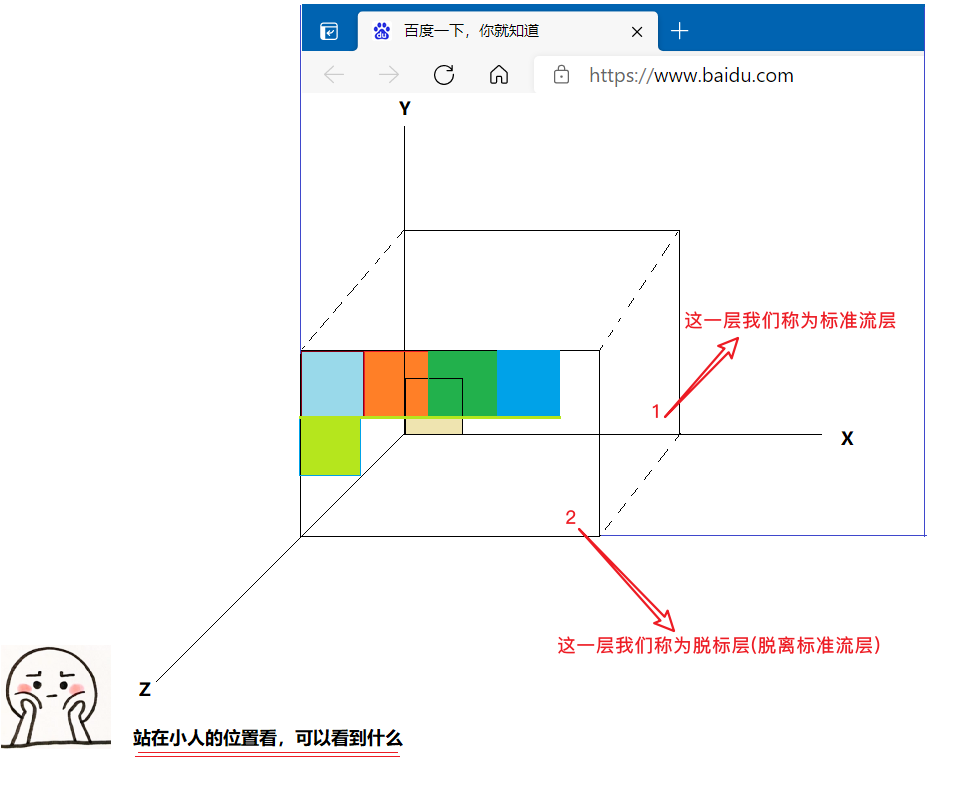 百度一下，你就知道
https://www.baidu.com
Y
这一层我们称为标准流层
1
X
2
这一层我们称为脱标层(脱离标准流层)
Z
站在小人的位置看，可以看到什么